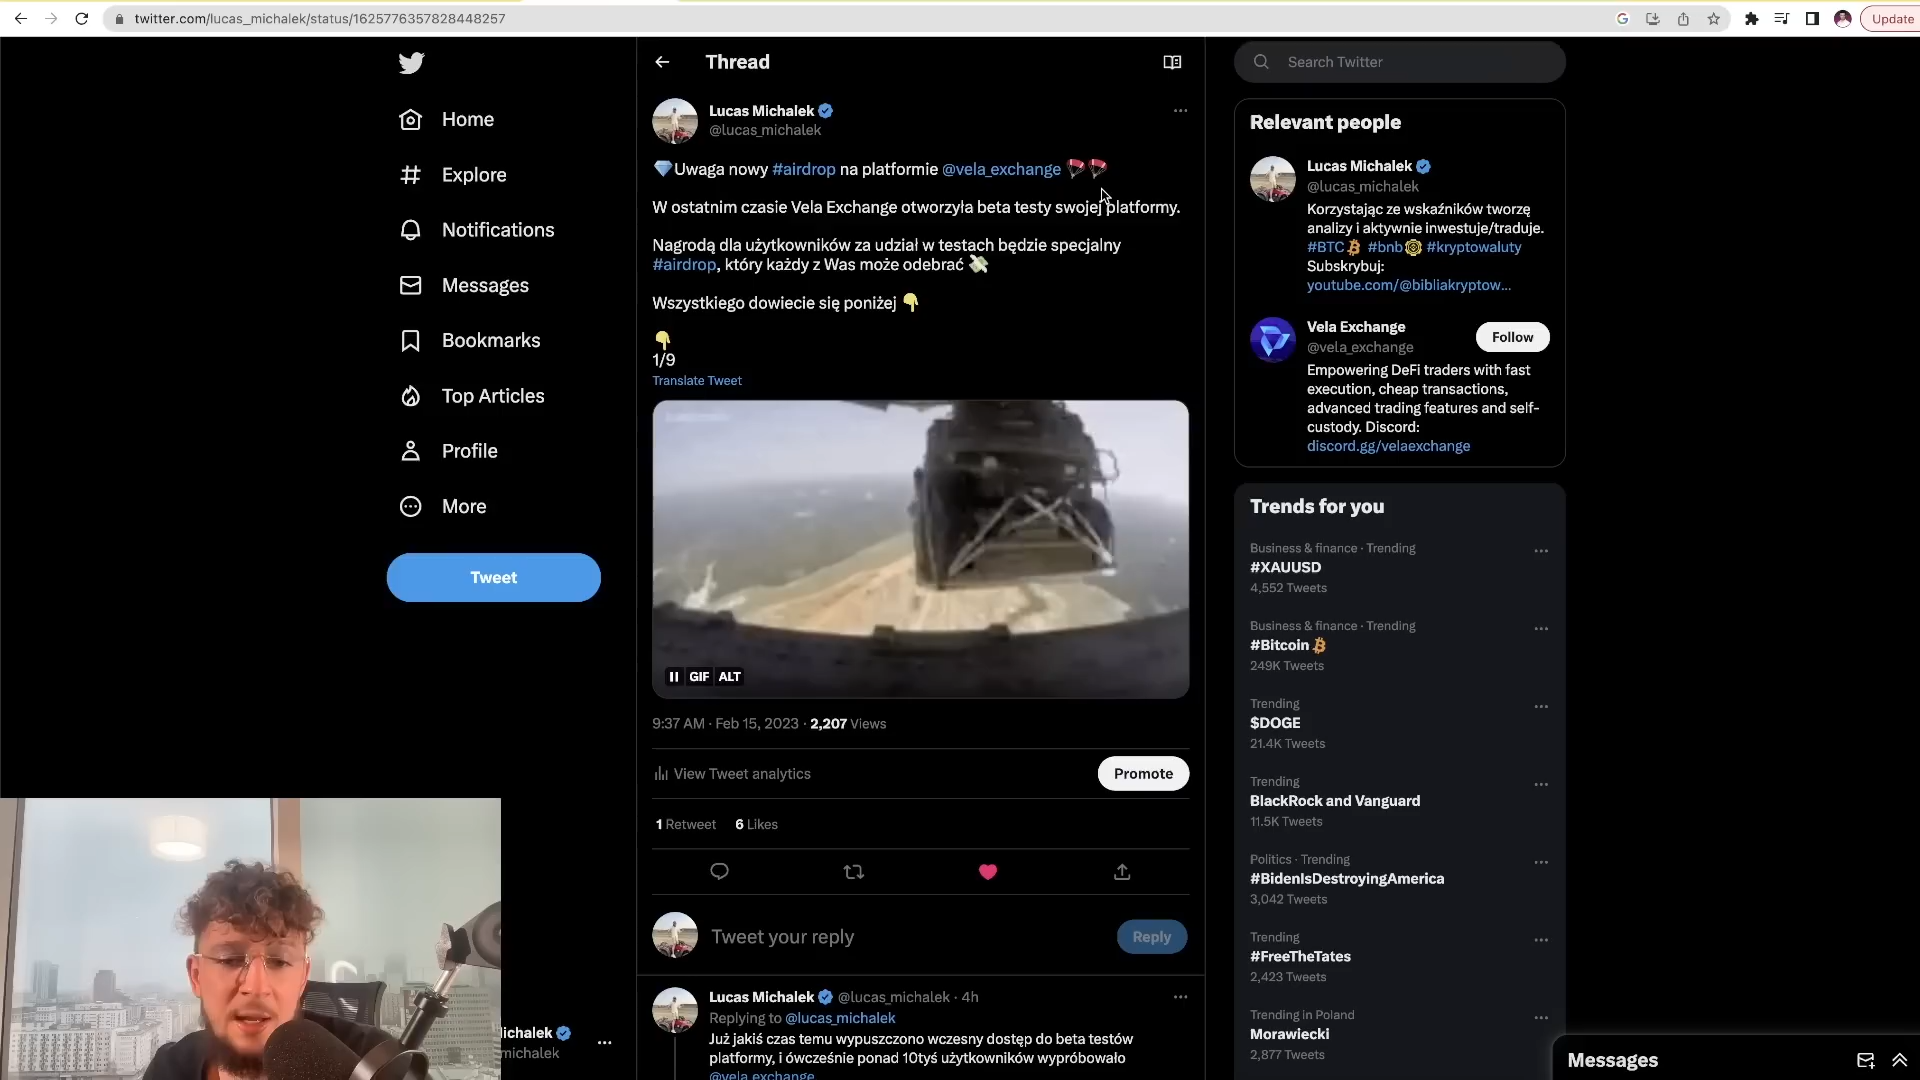 twitter.com/lucas_michalek/status/1625776357828448257
Update
Home
Explore
Notifications
Messages
Bookmarks
Top Articles
Profile
More
Tweet
Thread
Lucas Michalek
@lucas_michalek
💎Uwaga nowy #airdrop na platformie @vela_exchange 🪂🪂
W ostatnim czasie Vela Exchange otworzyła beta testy swojej platformy.
Nagrodą dla użytkowników za udział w testach będzie specjalny
#airdrop, który każdy z Was może odebrać 💸
Wszystkiego dowiecie się poniżej 👇
👇
1/9
Translate Tweet
GIF ALT
9:37 AM · Feb 15, 2023 · 2,207 Views
View Tweet analytics
Promote
1 Retweet 6 Likes
Tweet your reply
Reply
Lucas Michalek @lucas_michalek · 4h
Replying to @lucas_michalek
Już jakiś czas temu wypuszczono wczesny dostęp do beta testów
platformy, i ówcześnie ponad 10tyś użytkowników wypróbowało
@vela_exchange
ichalek
michalek
Search Twitter
Relevant people
Lucas Michalek
@lucas_michalek
Korzystając ze wskaźników tworzę
analizy i aktywnie inwestuje/traduje.
#BTC #bnb #kryptowaluty
Subskrybuj:
youtube.com/@bibliakryptow...
Vela Exchange
@vela_exchange
Follow
Empowering DeFi traders with fast
execution, cheap transactions,
advanced trading features and self-
custody. Discord:
discord.gg/velaexchange
Trends for you
Business & finance · Trending
#XAUUSD
4,552 Tweets
Business & finance · Trending
#Bitcoin
249K Tweets
Trending
$DOGE
21.4K Tweets
Trending
BlackRock and Vanguard
11.5K Tweets
Politics · Trending
#BidenIsDestroyingAmerica
3,042 Tweets
Trending
#FreeTheTates
2,423 Tweets
Trending in Poland
Morawiecki
2,877 Tweets
Messages